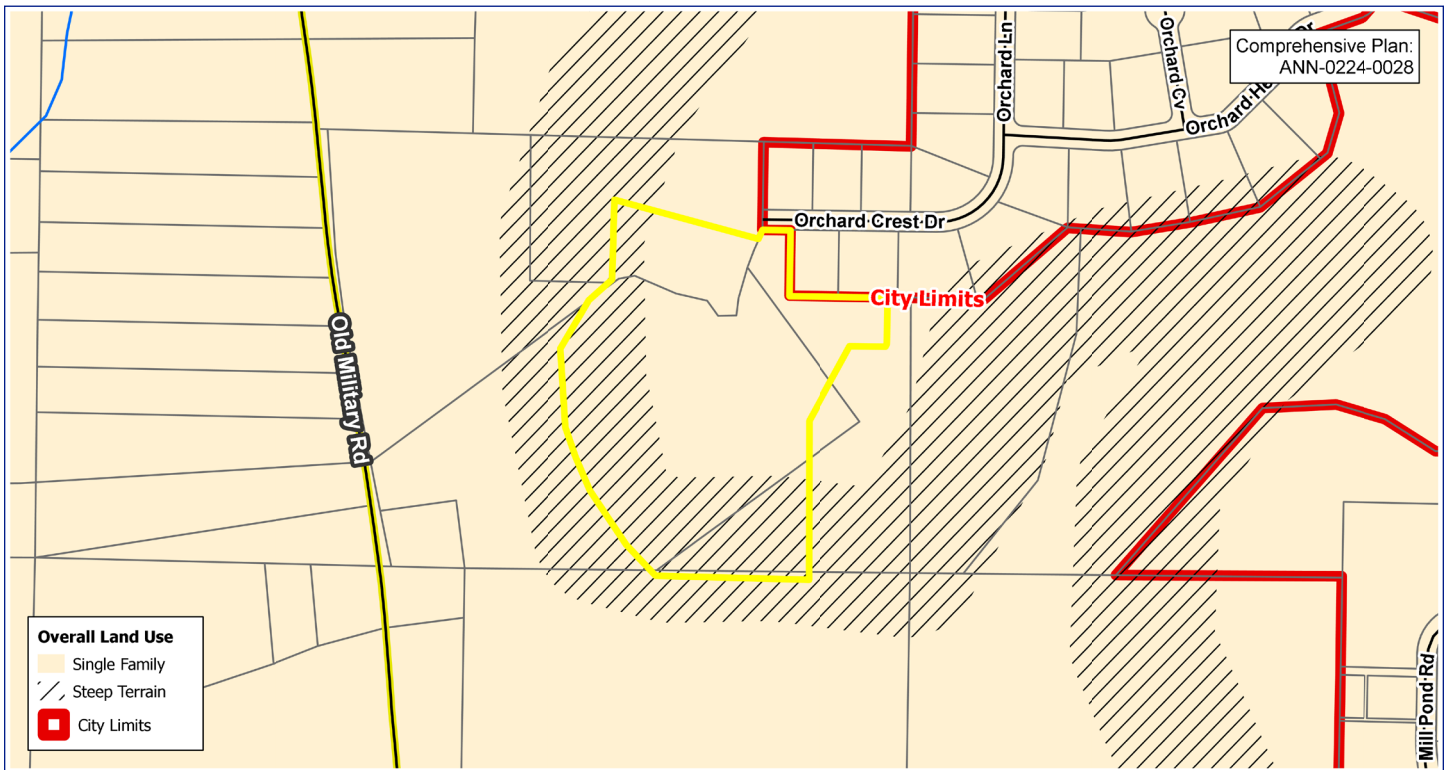 Comprehensive Plan:
ANN-0224-0028
Orchard Ln
Orchard Cv
Orchard Crest Dr
City Limits
Old Military Rd
Mill Pond Rd
Overall Land Use
Single Family
Steep Terrain
City Limits